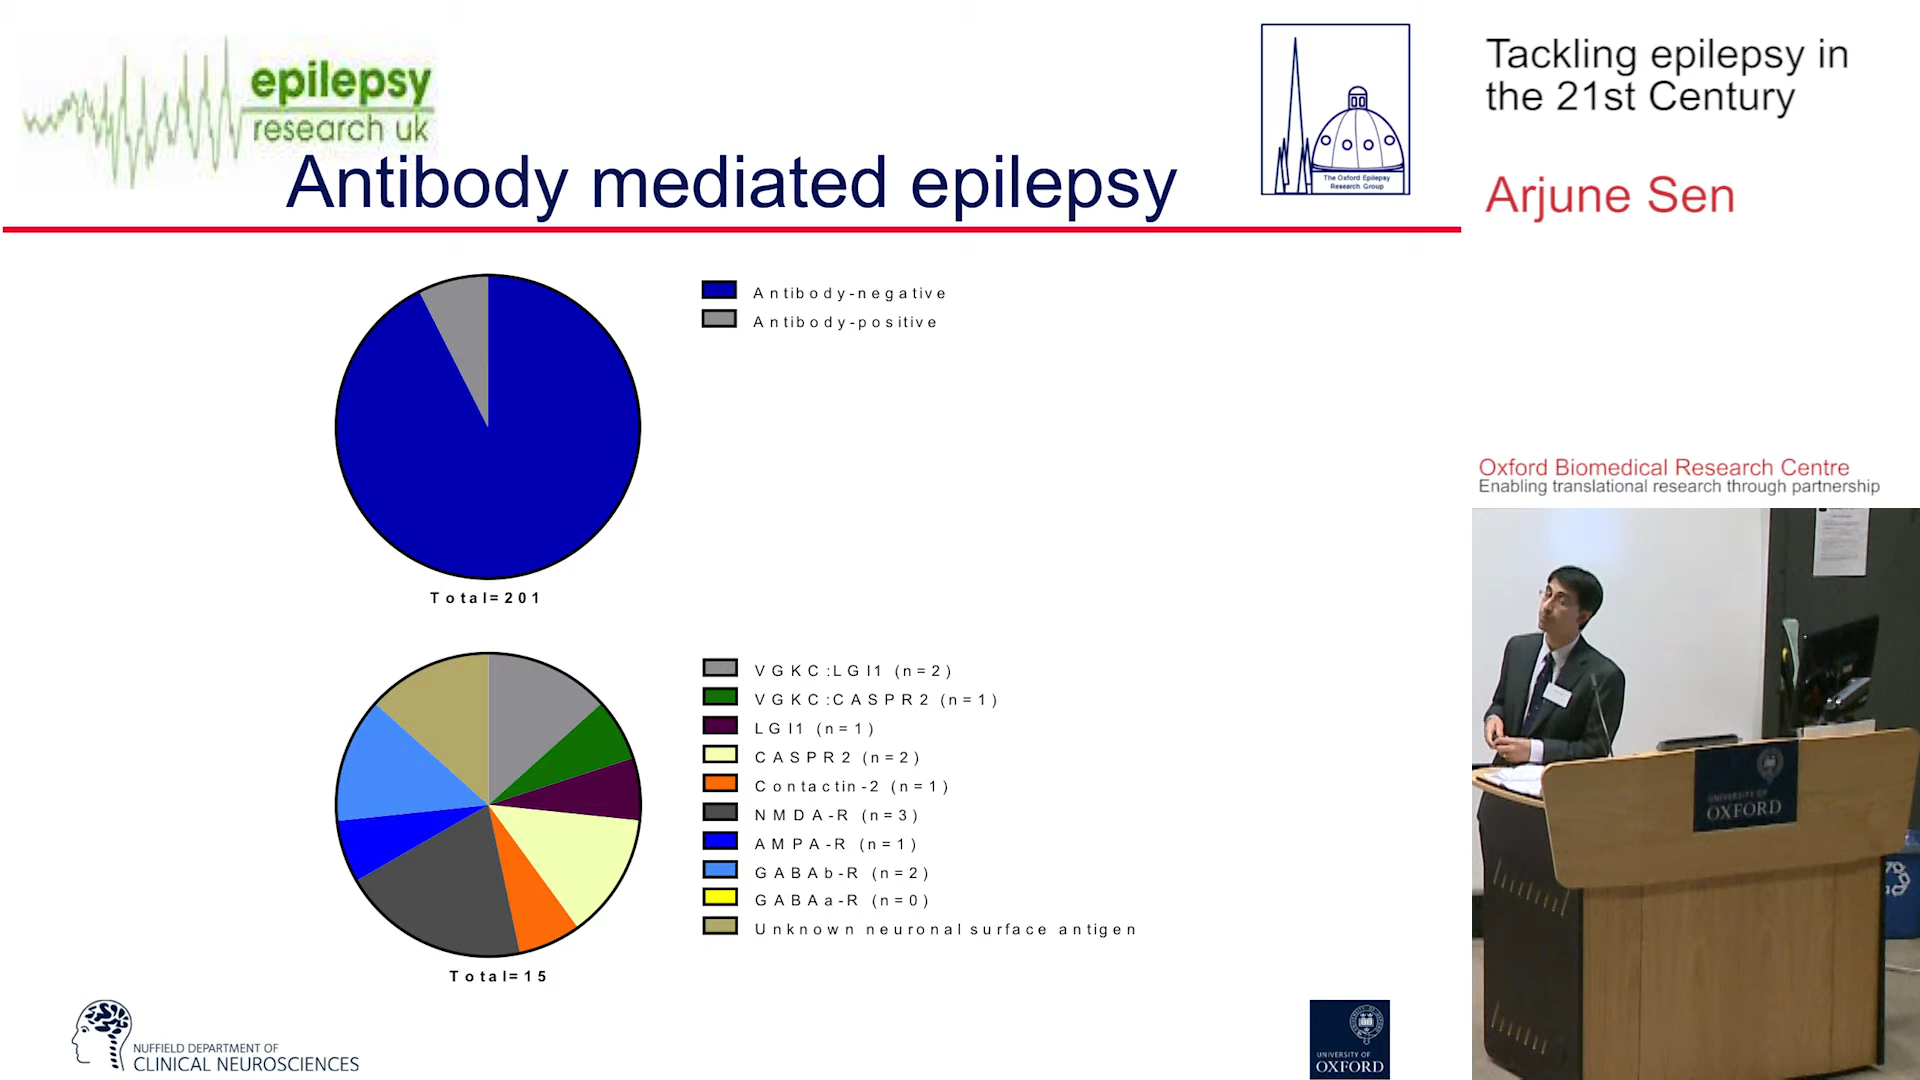 epilepsy
research uk
Antibody mediated epilepsy
The Oxford Epilepsy
Research Group
Tackling epilepsy in
the 21st Century
Arjune Sen
Antibody-negative
Antibody-positive
Total=201
VGKC:LGI1 (n=2)
VGKC:CASPR2 (n=1)
LGI1 (n=1)
CASPR2 (n=2)
Contactin-2 (n=1)
NMDA-R (n=3)
AMPA-R (n=1)
GABAb-R (n=2)
GABAa-R (n=0)
Unknown neuronal surface antigen
Total=15
NUFFIELD DEPARTMENT OF
CLINICAL NEUROSCIENCES
UNIVERSITY OF
OXFORD
Oxford Biomedical Research Centre
Enabling translational research through partnership
UNIVERSITY OF
OXFORD